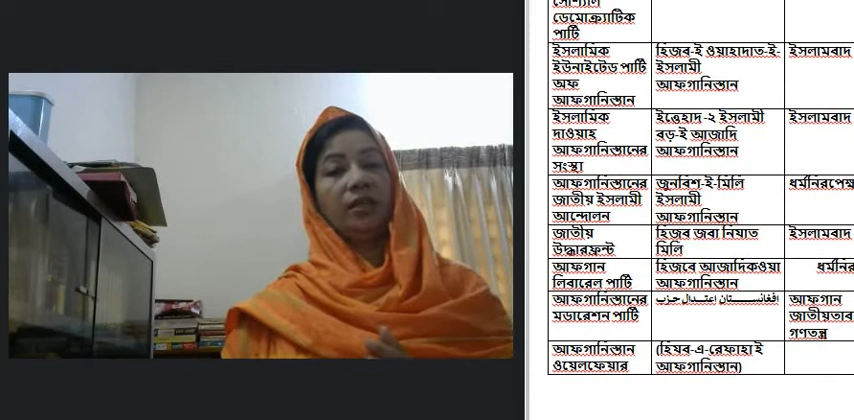 সোশ্যাল
ডেমোক্র্যাটিক
পার্টি
ইসলামিক
ইউনাইটেড পার্টি
অফ
আফগানিস্তান
হিজব-ই ওয়াহাদাত-ই-
ইসলামী
আফগানিস্তান
ইসলামবাদ
ইসলামিক
দাওয়াহ
আফগানিস্তানের
সংস্থা
ইত্তেহাদ -২ ইসলামী
বড়-ই আজাদি
আফগানিস্তান
ইসলামবাদ
আফগানিস্তানের
জাতীয় ইসলামী
আন্দোলন
জুনবিশ-ই-মিলি
ইসলামী
আফগানিস্তান
ধর্মনিরপেক্ষ
জাতীয়
উদ্ধারফ্রন্ট
হিজব জবা নিযাত
মিলি
ইসলামবাদ
আফগান
লিবারেল পার্টি
হিজবে আজাদিকওয়া
আফগানিস্তান
ধর্মনির
আফগানিস্তানের
মডারেশন পার্টি
افغانستان اعتدال حزب
আফগান
জাতীয়তাব
গণতন্ত্র
আফগানিস্তান
ওয়েলফেয়ার
(হিযব-এ-রেফাহা ই
আফগানিস্তান)